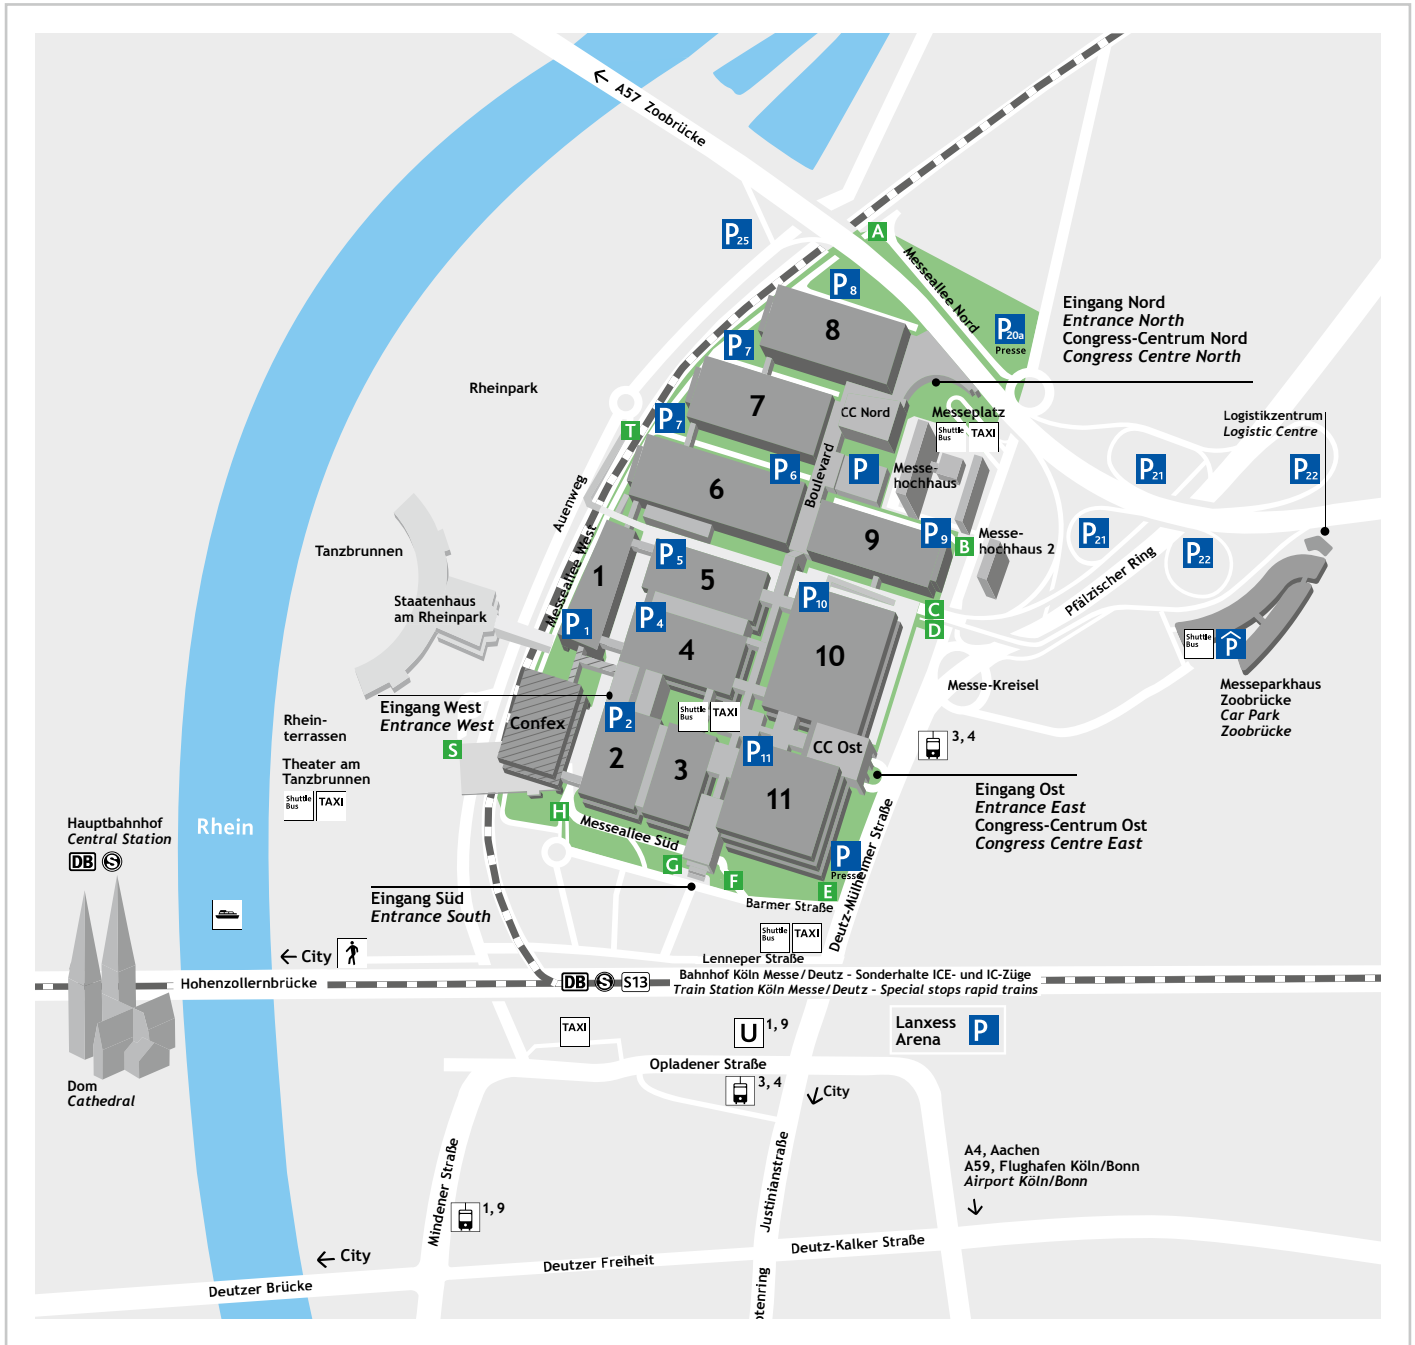 A57 Zoobrücke
P25
A
Messeallee Nord
P8
8
P20a
Presse
Eingang Nord
Entrance North
Congress-Centrum Nord
Congress Centre North
P7
Rheinpark
7
CC Nord
Messeplatz
Shuttle
Bus
TAXI
Logistikzentrum
Logistic Centre
P7
T
Boulevard
P6
P
Messe-
hochhaus
P21
P22
Auenweg
6
9
P9
B
Messe-
hochhaus 2
P21
P22
Pfälzischer Ring
Tanzbrunnen
Messeallee West
1
P5
5
P10
Staatenhaus
am Rheinpark
P1
P4
4
10
C
D
Shuttle
Bus
P
Messeparkhaus
Zoobrücke
Car Park
Zoobrücke
Messe-Kreisel
Eingang West
Entrance West
Confex
P2
Shuttle
Bus
TAXI
Rhein-
terrassen
S
2
3
P11
CC Ost
3, 4
Theater am
Tanzbrunnen
Shuttle
Bus
TAXI
11
Eingang Ost
Entrance East
Congress-Centrum Ost
Congress Centre East
Rhein
Hauptbahnhof
Central Station
DB
S
H
Messeallee Süd
G
F
P
Presse
E
Deutz-Mülheimer Straße
Eingang Süd
Entrance South
Barmer Straße
Shuttle
Bus
TAXI
City
Lenneper Straße
Hohenzollernbrücke
DB
S
S13
Bahnhof Köln Messe/Deutz - Sonderhalte ICE- und IC-Züge
Train Station Köln Messe/Deutz - Special stops rapid trains
TAXI
U
1, 9
Lanxess
Arena
P
Opladener Straße
3, 4
City
Dom
Cathedral
Mindener Straße
1, 9
Justinianstraße
A4, Aachen
A59, Flughafen Köln/Bonn
Airport Köln/Bonn
City
Deutzer Brücke
Deutzer Freiheit
Deutz-Kalker Straße
otenring